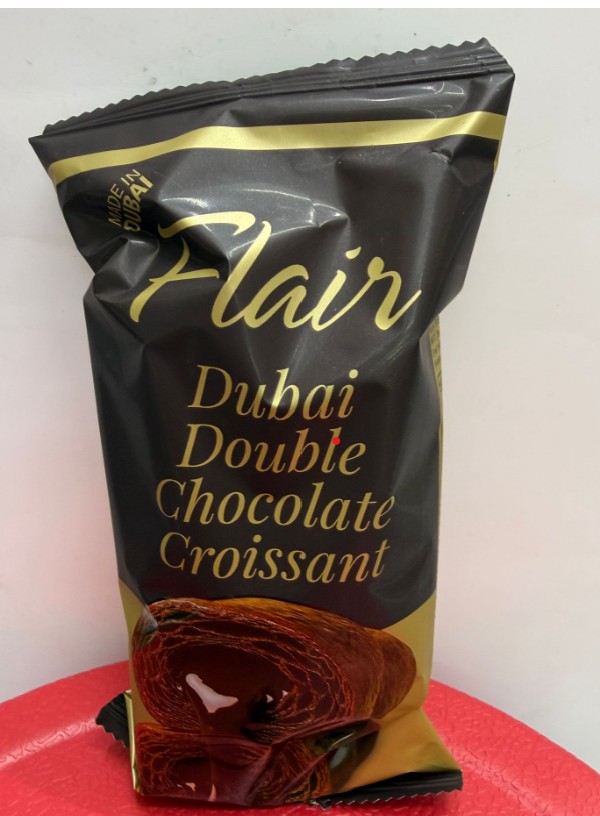 MADE IN
DUBAI
Flair
Dubai
Double
Chocolate
Croissant